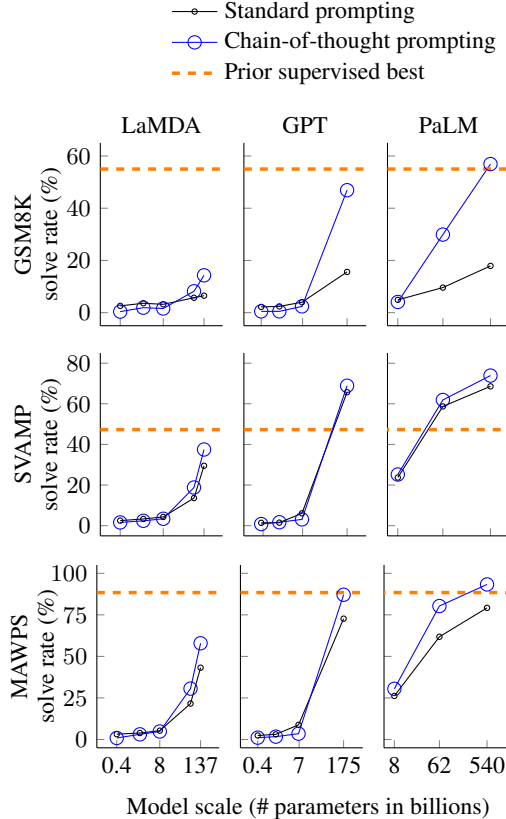 Standard prompting
Chain-of-thought prompting
Prior supervised best
LaMDA GPT PaLM
GSM8K
solve rate (%)
60
40
20
0
SVAMP
solve rate (%)
80
60
40
20
0
MAWPS
solve rate (%)
100
75
50
25
0
0.4 8 137 0.4 7 175 8 62 540
Model scale (# parameters in billions)